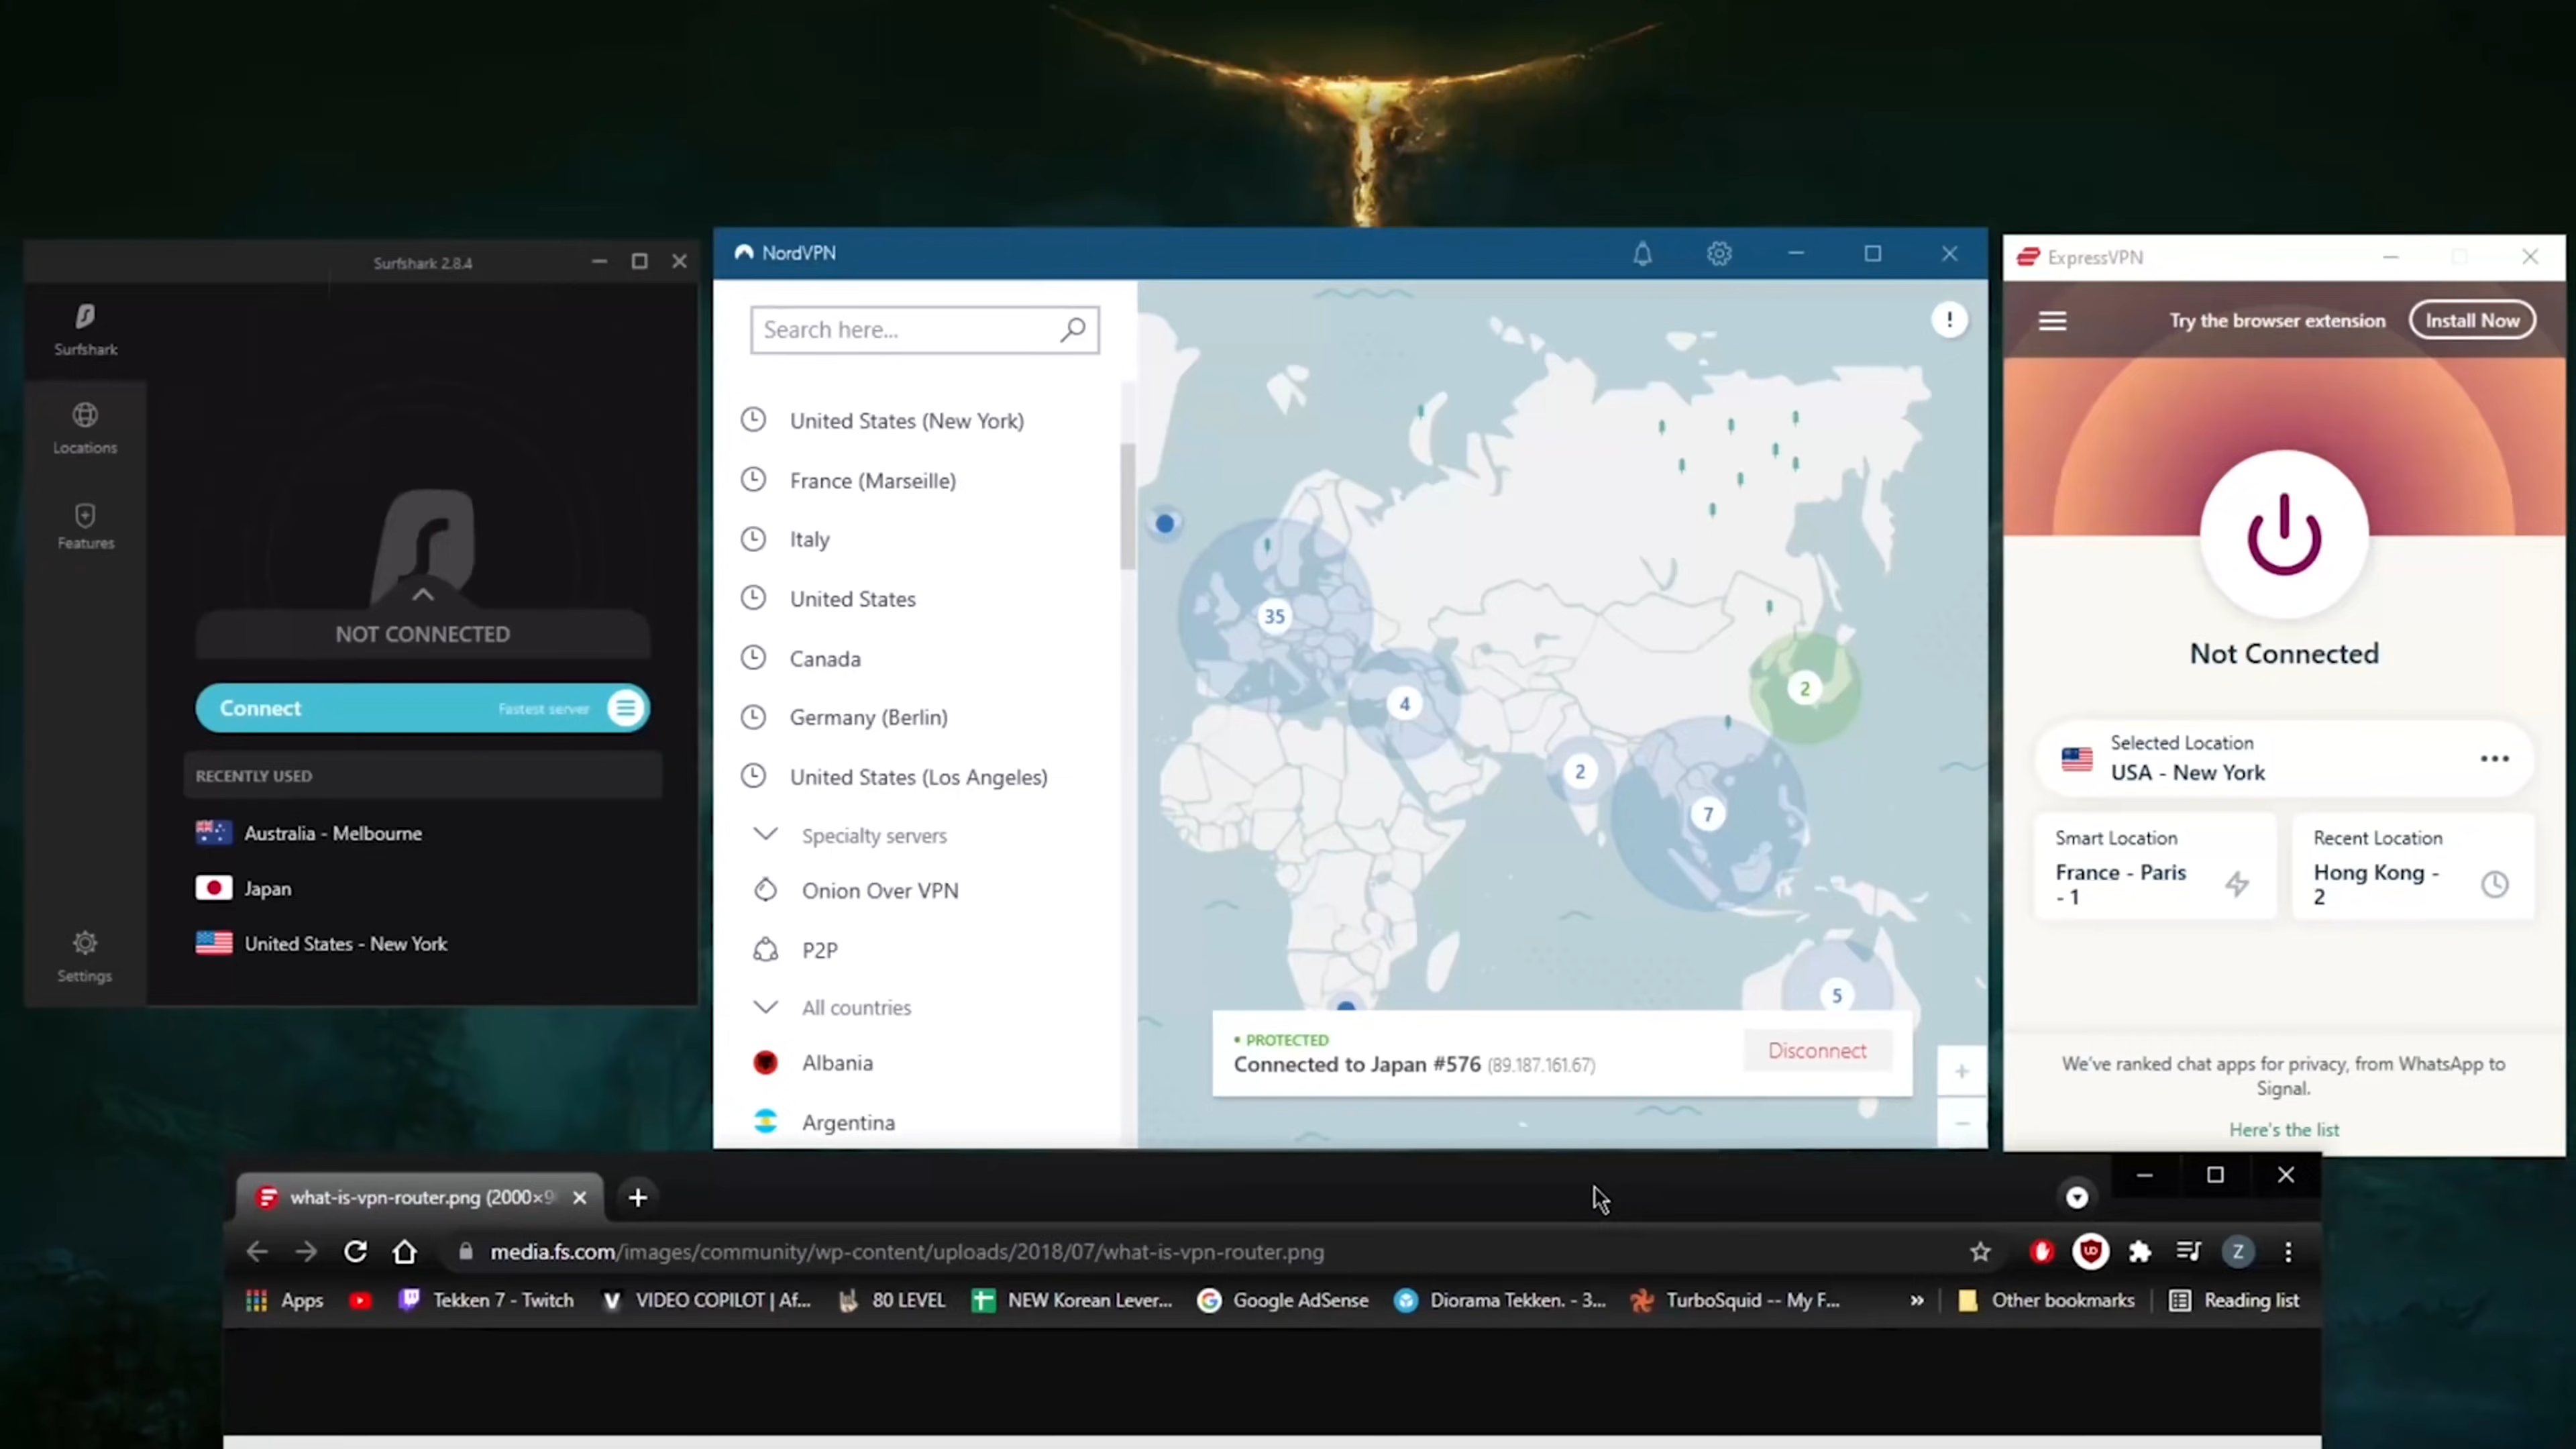 Surfshark 2.8.4
Surfshark
Locations
Features
Settings
NOT CONNECTED
Connect
Fastest server
RECENTLY USED
Australia - Melbourne
Japan
United States - New York
NordVPN
Search here...
United States (New York)
France (Marseille)
Italy
United States
Canada
Germany (Berlin)
United States (Los Angeles)
Specialty servers
Onion Over VPN
P2P
All countries
Albania
Argentina
!
35
4
2
2
7
5
PROTECTED
Connected to Japan #576 (89.187.161.67)
Disconnect
+
−
ExpressVPN
Try the browser extension
Install Now
Not Connected
Selected Location
USA - New York
Smart Location
France - Paris
- 1
Recent Location
Hong Kong -
2
We've ranked chat apps for privacy, from WhatsApp to
Signal.
Here's the list
what-is-vpn-router.png (2000×9
media.fs.com/images/community/wp-content/uploads/2018/07/what-is-vpn-router.png
Z
Apps
Tekken 7 - Twitch
VIDEO COPILOT | Af...
80 LEVEL
NEW Korean Lever...
Google AdSense
Diorama Tekken. - 3...
TurboSquid -- My F...
»
Other bookmarks
Reading list